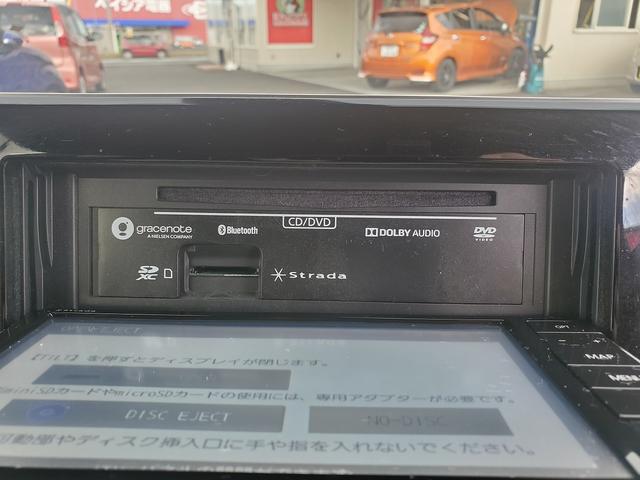 gracenote
A NIELSEN COMPANY
Bluetooth
CD/DVD
DOLBY AUDIO
DVD
VIDEO
SD
XC
Strada
OPEN/EJECT
【TILT】を押すとディスプレイが閉じます。
miniSDカードやmicroSDカードの使用には、専用アダプターが必要です。
DISC EJECT
NO-DISC
可動部やディスク挿入口に手や指を入れないでください。
OPT
-
+
MAP
MENU